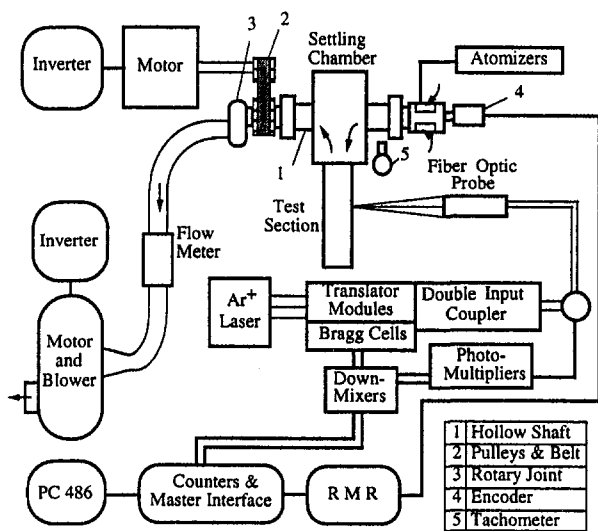 3
2
Inverter
Motor
Settling
Chamber
Atomizers
4
1
5
Fiber Optic
Probe
Test
Section
Flow
Meter
Inverter
Ar+
Laser
Translator
Modules
Double Input
Coupler
Bragg Cells
Motor
and
Blower
Down-
Mixers
Photo-
Multipliers
PC 486
Counters &
Master Interface
R M R
1 Hollow Shaft
2 Pulleys & Belt
3 Rotary Joint
4 Encoder
5 Tachometer